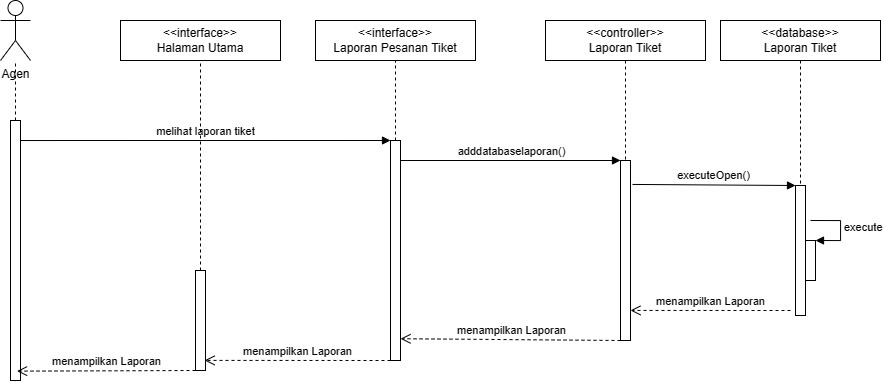 <<interface>>
Halaman Utama
<<interface>>
Laporan Pesanan Tiket
<<controller>>
Laporan Tiket
<<database>>
Laporan Tiket
Agen
melihat laporan tiket
adddatabaselaporan()
executeOpen()
execute
menampilkan Laporan
menampilkan Laporan
menampilkan Laporan
menampilkan Laporan